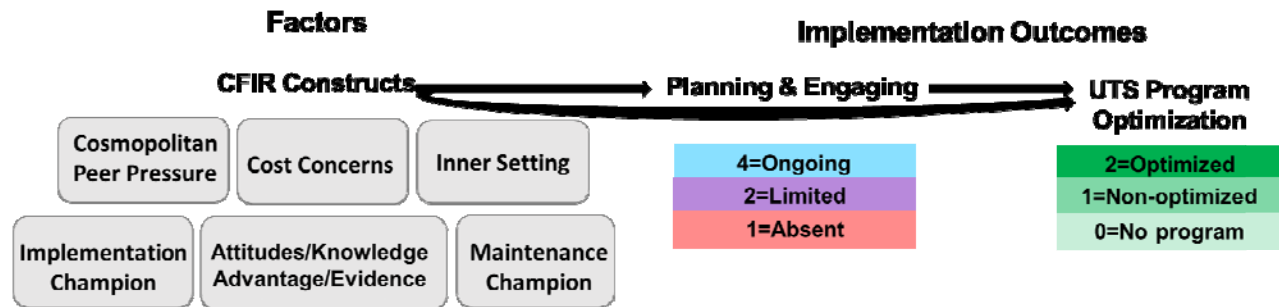 Factors
Implementation Outcomes
CFIR Constructs
Planning & Engaging
UTS Program
Optimization
Cosmopolitan
Peer Pressure
Cost Concerns
Inner Setting
Implementation
Champion
Attitudes/Knowledge
Advantage/Evidence
Maintenance
Champion
4=Ongoing
2=Limited
1=Absent
2=Optimized
1=Non-optimized
0=No program